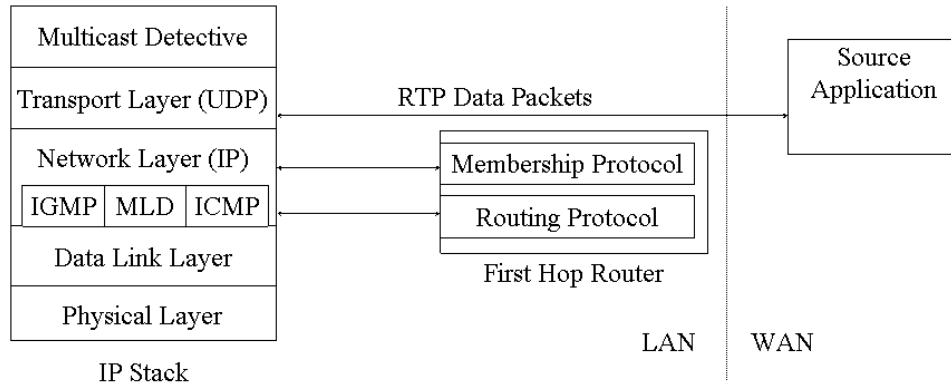 Multicast Detective
Transport Layer (UDP)
Network Layer (IP)
IGMP MLD ICMP
Data Link Layer
Physical Layer
IP Stack
RTP Data Packets
Membership Protocol
Routing Protocol
First Hop Router
LAN WAN
Source
Application